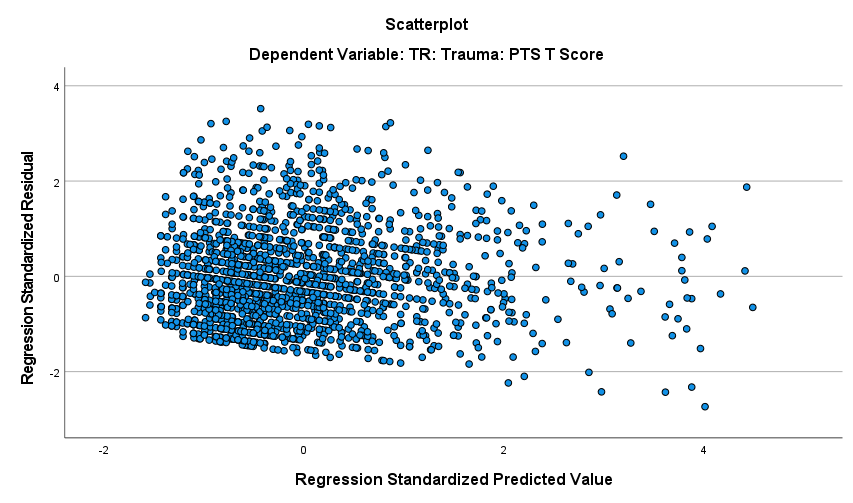 Scatterplot
Dependent Variable: TR: Trauma: PTS T Score
Regression Standardized Residual
4
2
0
-2
-2
0
2
4
Regression Standardized Predicted Value